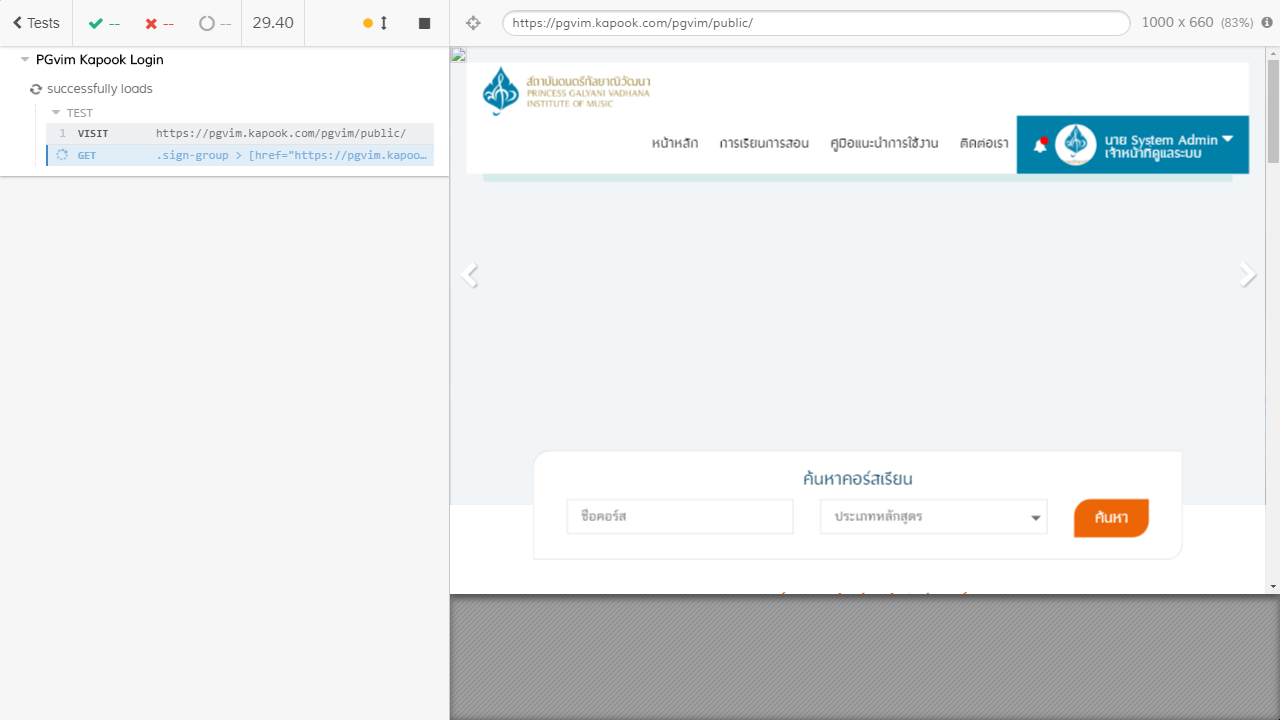 Tests
--
--
--
29.40
https://pgvim.kapook.com/pgvim/public/
1000 x 660 (83%)
PGvim Kapook Login
successfully loads
TEST
1 VISIT https://pgvim.kapook.com/pgvim/public/
GET .sign-group > [href="https://pgvim.kapoo…
สถาบันดนตรีกัลยาณิวัฒนา
PRINCESS GALYANI VADHANA
INSTITUTE OF MUSIC
หน้าหลัก การเรียนการสอน คู่มือแนะนำการใช้งาน ติดต่อเรา
นาย System Admin
เจ้าหน้าที่ดูแลระบบ
ค้นหาคอร์สเรียน
ชื่อคอร์ส ประเภทหลักสูตร ค้นหา